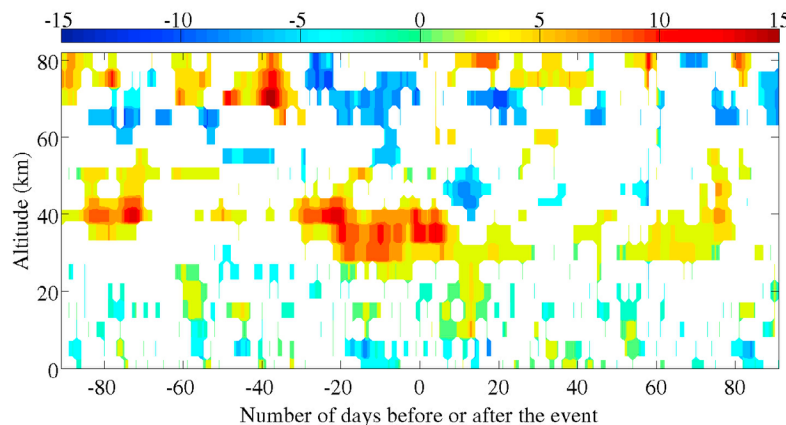 -15 -10 -5 0 5 10 15
80
60
40
20
0
Altitude (km)
-80 -60 -40 -20 0 20 40 60 80
Number of days before or after the event